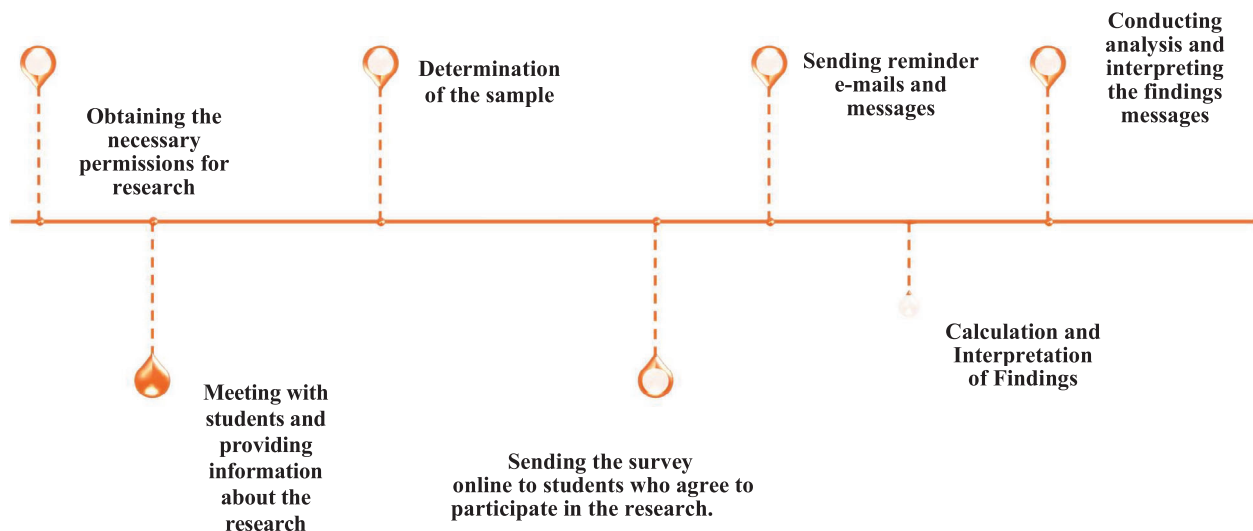 Obtaining the
necessary
permissions for
research
Meeting with
students and
providing
information
about the
research
Determination
of the sample
Sending the survey
online to students who agree to
participate in the research.
Sending reminder
e-mails and
messages
Calculation and
Interpretation
of Findings
Conducting
analysis and
interpreting
the findings
messages